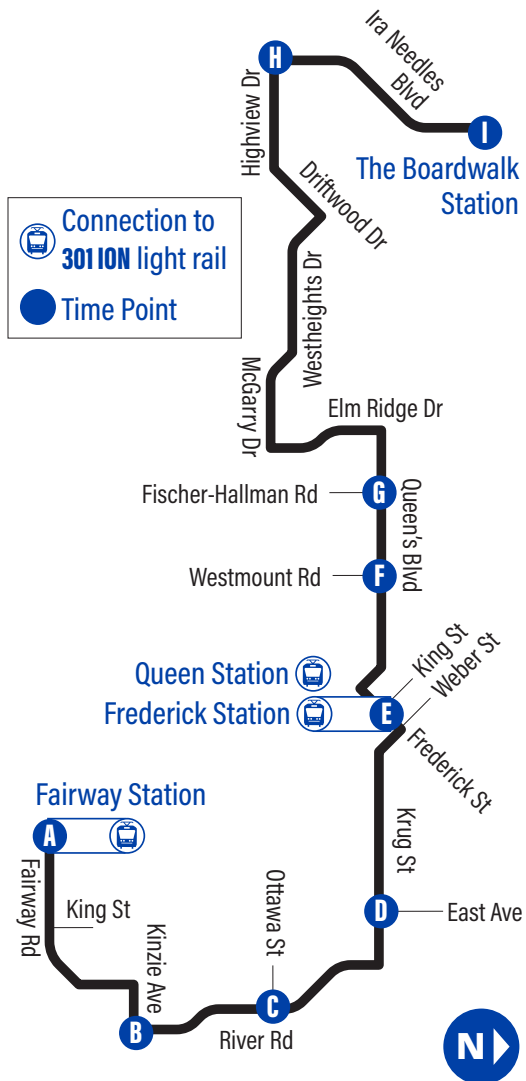 Ira Needles
Blvd
H
Highview Dr
I
The Boardwalk
Station
Driftwood Dr
Connection to
301 ION light rail
Time Point
Westheights Dr
McGarry Dr
Elm Ridge Dr
Fischer-Hallman Rd
G
Queen's Blvd
Westmount Rd
F
Queen Station
King St
Weber St
Frederick Station
E
Frederick St
Fairway Station
A
Krug St
Fairway Rd
King St
Kinzie Ave
Ottawa St
D
East Ave
B
C
River Rd
N